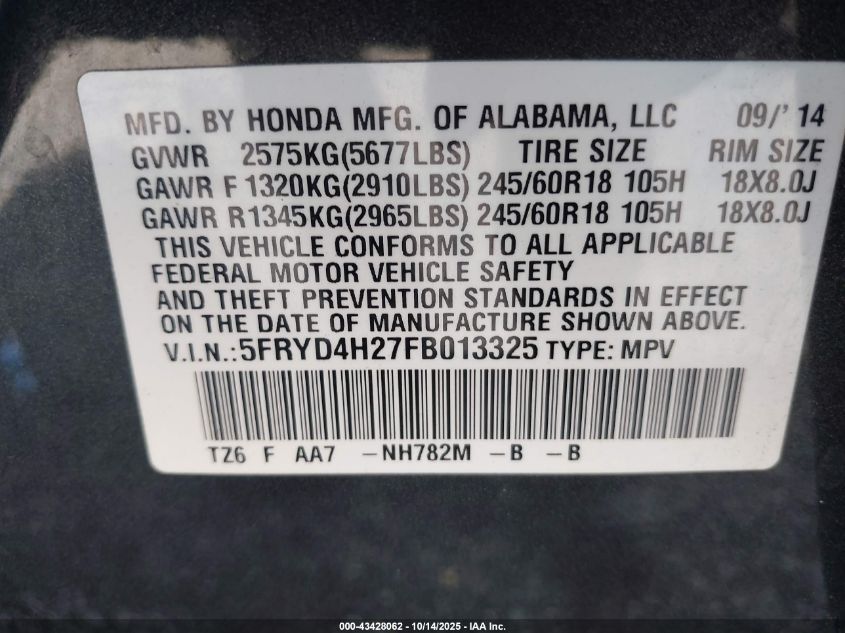 MFD. BY HONDA MFG. OF ALABAMA, LLC 09/' 14
GVWR 2575KG(5677LBS) TIRE SIZE RIM SIZE
GAWR F 1320KG(2910LBS) 245/60R18 105H 18X8.0J
GAWR R1345KG(2965LBS) 245/60R18 105H 18X8.0J
THIS VEHICLE CONFORMS TO ALL APPLICABLE
FEDERAL MOTOR VEHICLE SAFETY
AND THEFT PREVENTION STANDARDS IN EFFECT
ON THE DATE OF MANUFACTURE SHOWN ABOVE.
V.I.N.:5FRYD4H27FB013325 TYPE: MPV
TZ6 F AA7 -NH782M -B -B
000-43428062 - 10/14/2025 - IAA Inc.